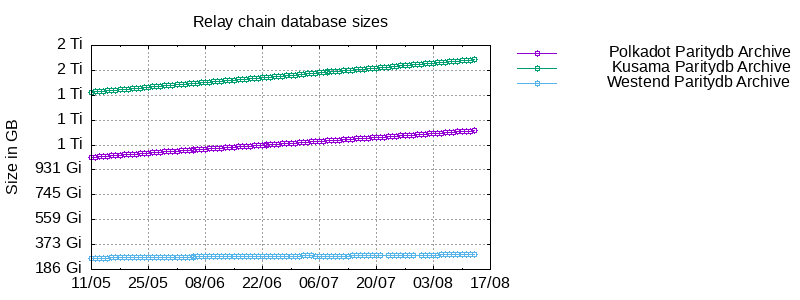 Relay chain database sizes
Polkadot Paritydb Archive
Kusama Paritydb Archive
Westend Paritydb Archive
Size in GB
2 Ti
2 Ti
1 Ti
1 Ti
1 Ti
931 Gi
745 Gi
559 Gi
373 Gi
186 Gi
11/05 25/05 08/06 22/06 06/07 20/07 03/08 17/08